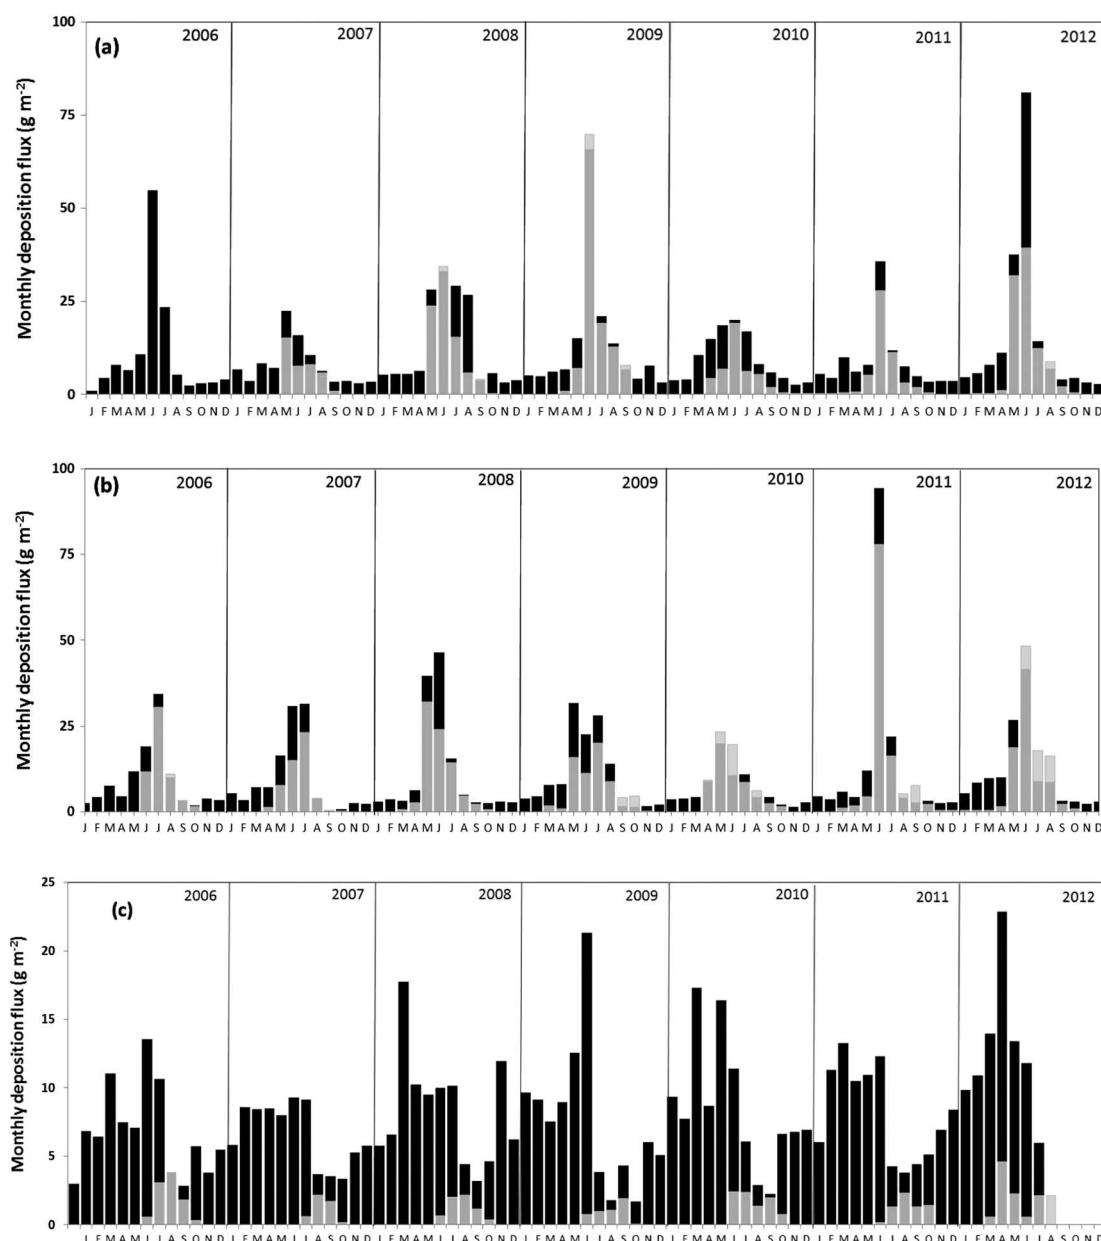 100
(a)
2006 2007 2008 2009 2010 2011 2012
Monthly deposition flux (g m⁻²)
75
50
25
0
J F M A M J J A S O N D J F M A M J J A S O N D J F M A M J J A S O N D J F M A M J J A S O N D J F M A M J J A S O N D J F M A M J J A S O N D J F M A M J J A S O N D
100
(b)
2006 2007 2008 2009 2010 2011 2012
Monthly deposition flux (g m⁻²)
75
50
25
0
J F M A M J J A S O N D J F M A M J J A S O N D J F M A M J J A S O N D J F M A M J J A S O N D J F M A M J J A S O N D J F M A M J J A S O N D J F M A M J J A S O N D
25
(c)
2006 2007 2008 2009 2010 2011 2012
Monthly deposition flux (g m⁻²)
20
15
10
5
0
J F M A M J J A S O N D J F M A M J J A S O N D J F M A M J J A S O N D J F M A M J J A S O N D J F M A M J J A S O N D J F M A M J J A S O N D J F M A M J J A S O N D